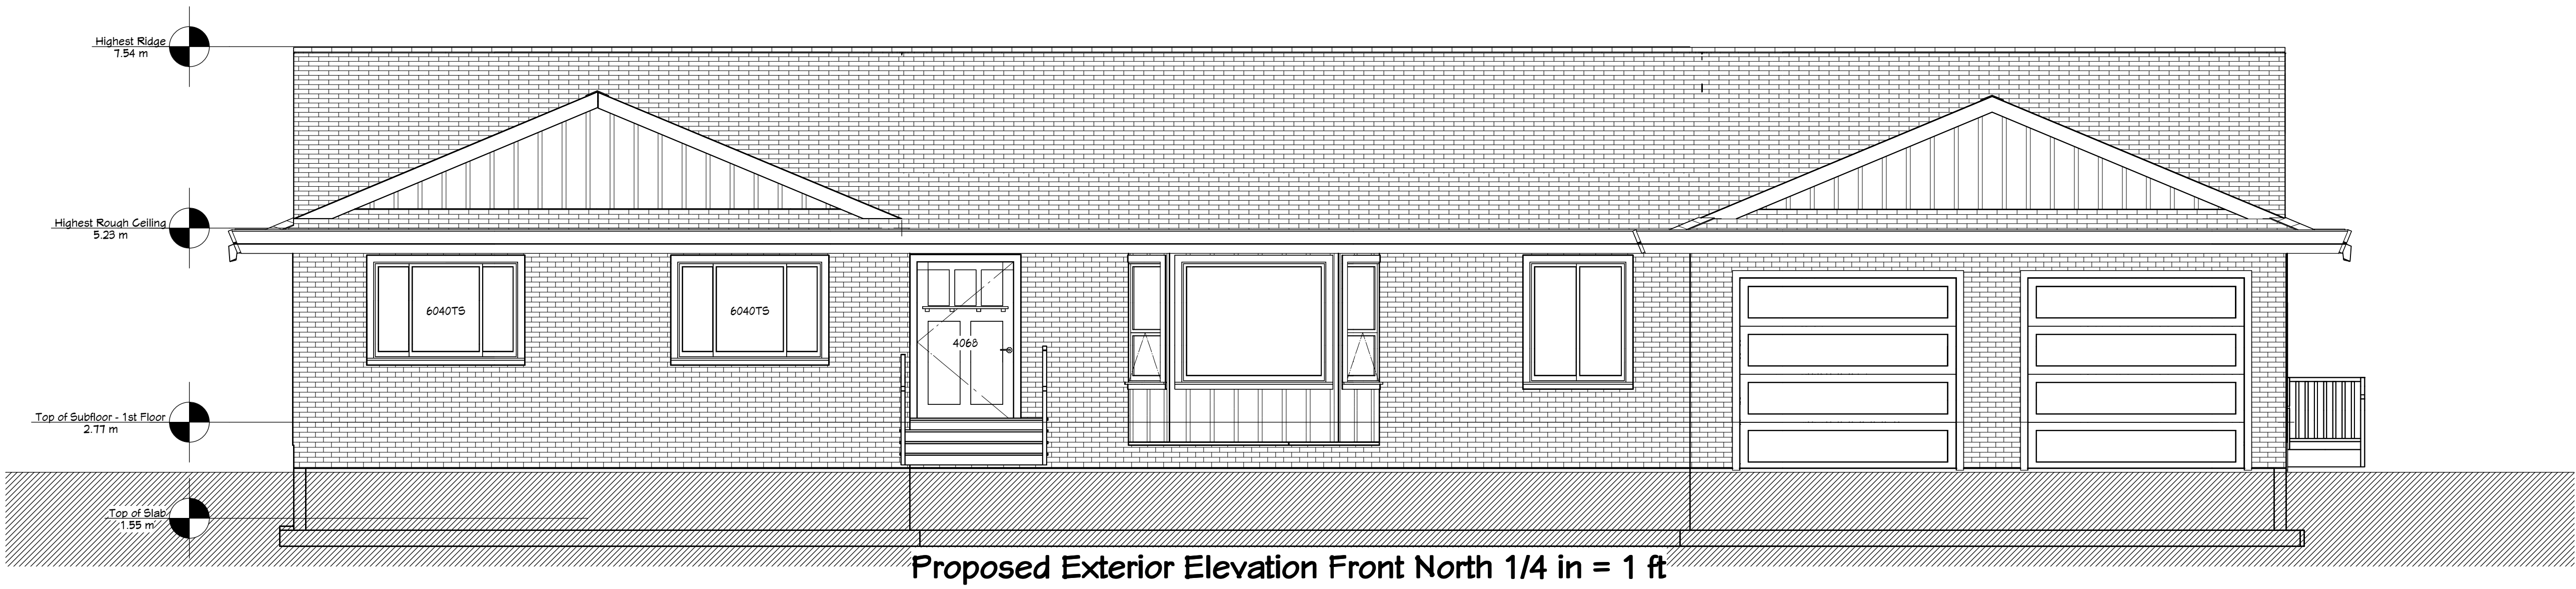 Highest Ridge
7.54 m
Highest Rough Ceiling
5.23 m
6040TS
6040TS
4068
Top of Subfloor - 1st Floor
2.77 m
Top of Slab
1.55 m
Proposed Exterior Elevation Front North 1/4 in = 1 ft